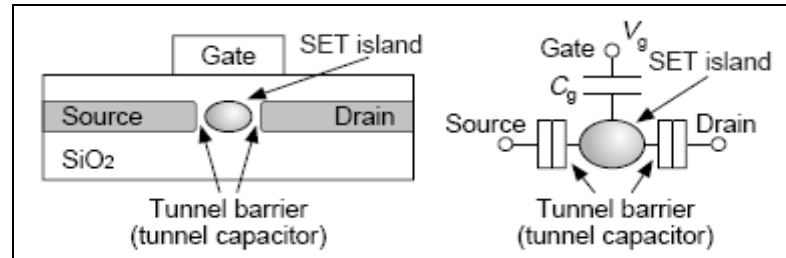 SET island
Gate
Source
Drain
SiO2
Tunnel barrier
(tunnel capacitor)
Vg
Gate
SET island
Cg
Source
Drain
Tunnel barrier
(tunnel capacitor)